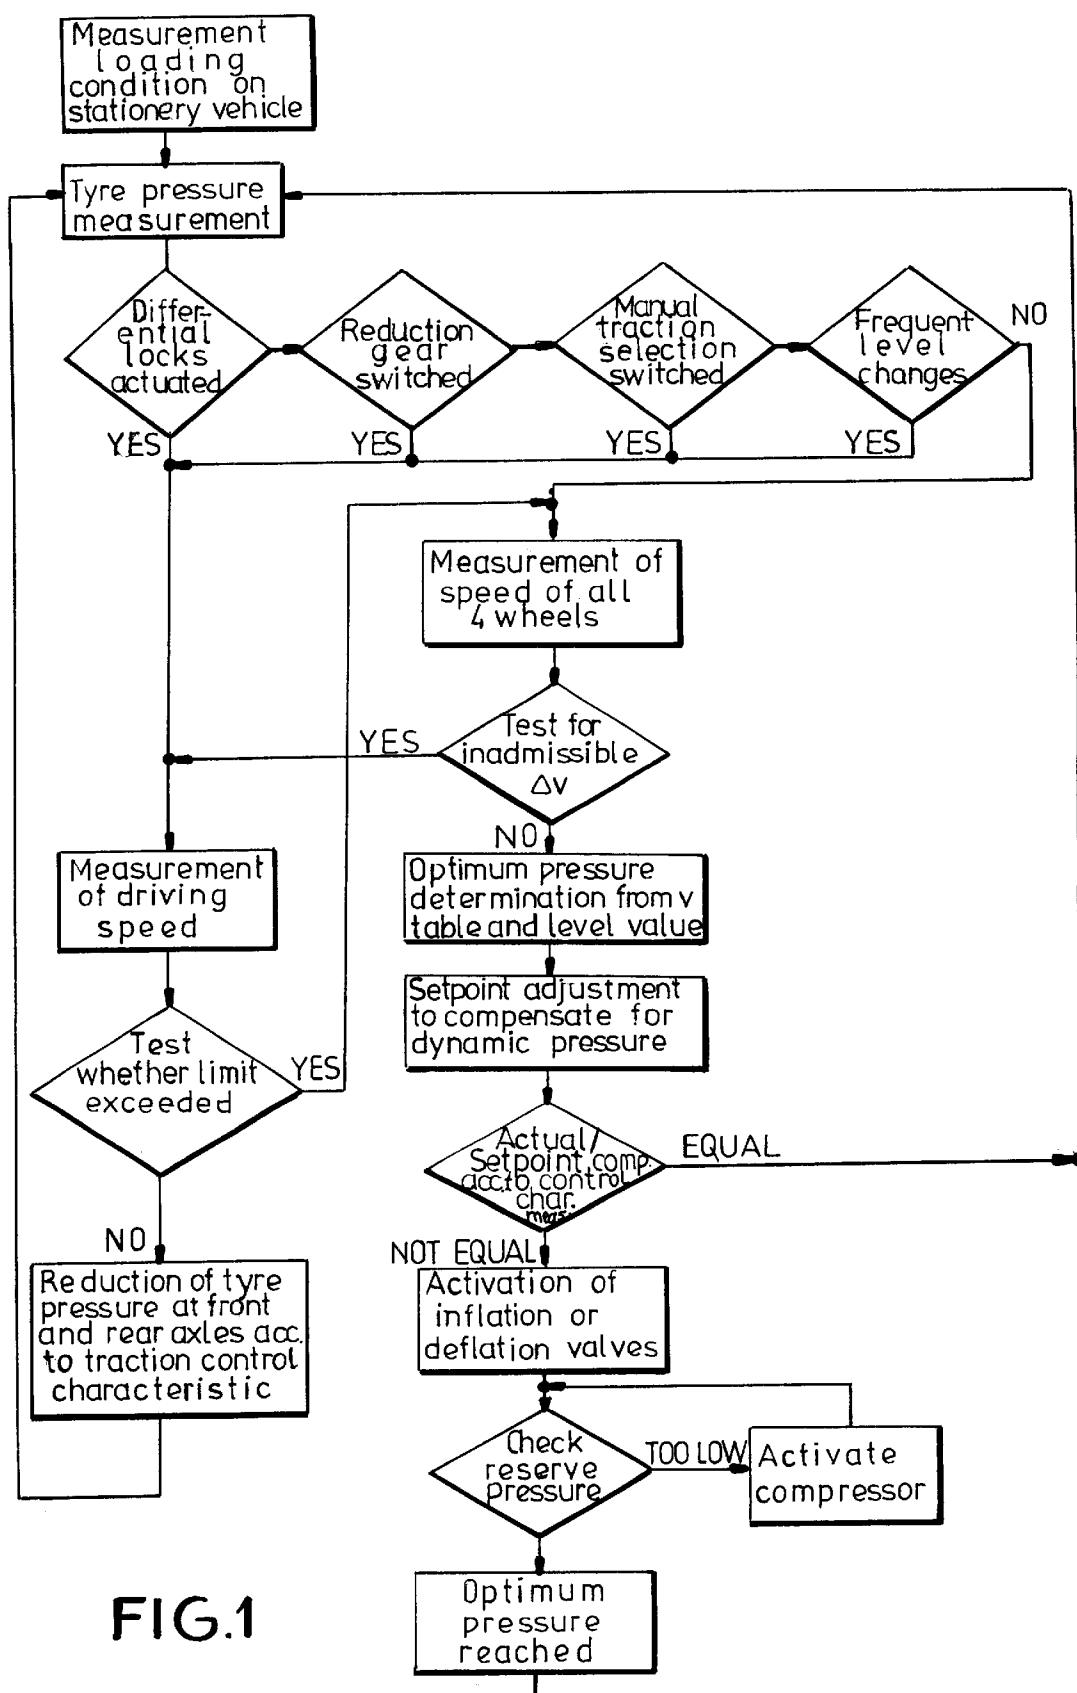 Measurement
loading
condition on
stationery vehicle
Tyre pressure
measurement
Differ-
ential
locks
actuated
YES
Reduction
gear
switched
YES
Manual
traction
selection
switched
YES
Frequent
level
changes
YES
NO
Measurement of
speed of all
4 wheels
Test for
inadmissible
ΔV
YES
NO
Measurement
of driving
speed
Optimum pressure
determination from v
table and level value
Setpoint adjustment
to compensate for
dynamic pressure
Test
whether limit
exceeded
YES
NO
Actual/
Setpoint comp.
acc. to control
char.
meas.
EQUAL
NOT EQUAL
Reduction of tyre
pressure at front
and rear axles acc.
to traction control
characteristic
Activation of
inflation or
deflation valves
Check
reserve
pressure
TOO LOW
Activate
compressor
Optimum
pressure
reached
FIG.1